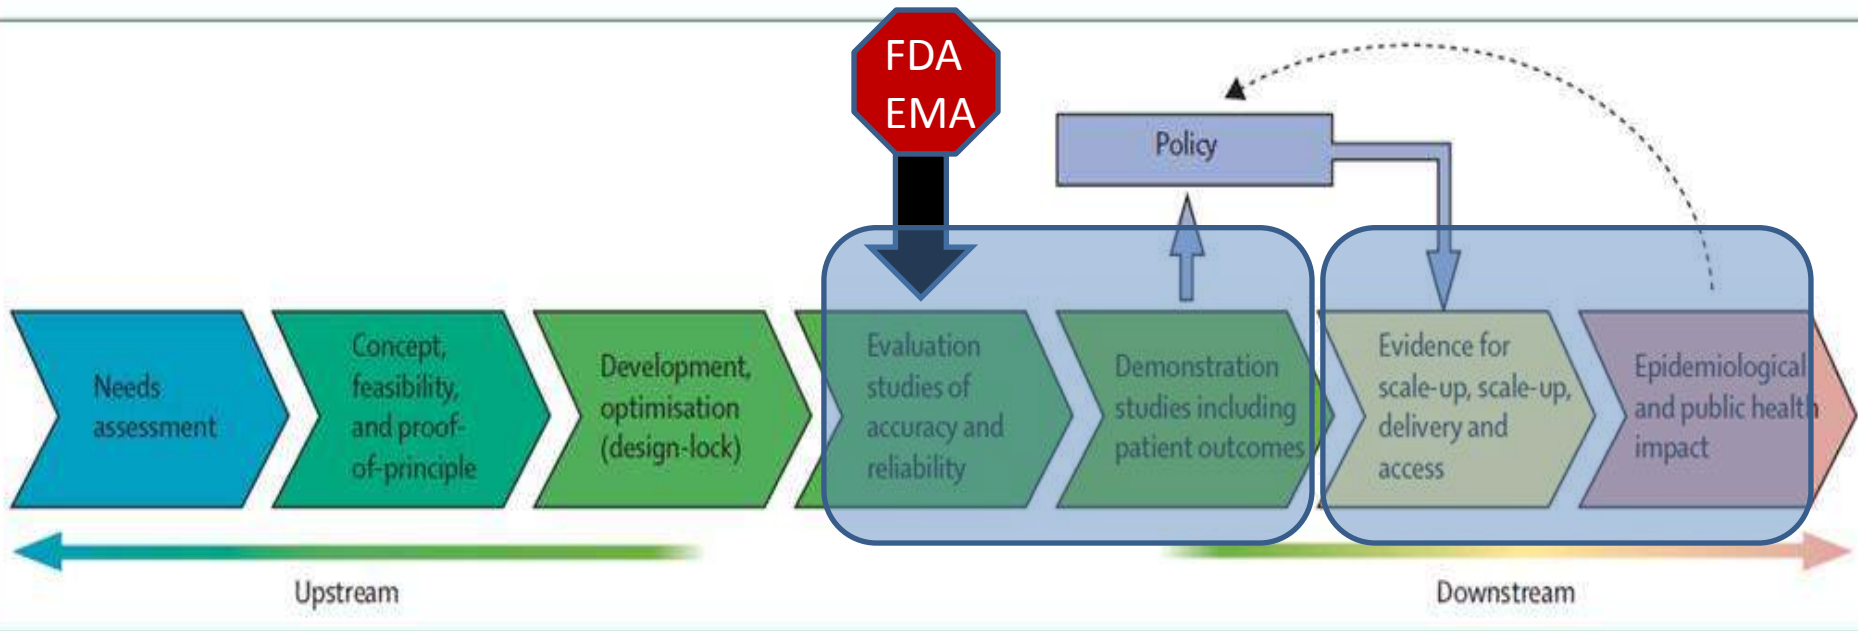 FDA
EMA
Policy
Needs
assessment
Concept,
feasibility,
and proof-
of-principle
Development,
optimisation
(design-lock)
Evaluation
studies of
accuracy and
reliability
Demonstration
studies including
patient outcomes
Evidence for
scale-up, scale-up,
delivery and
access
Epidemiological
and public health
impact
Upstream
Downstream